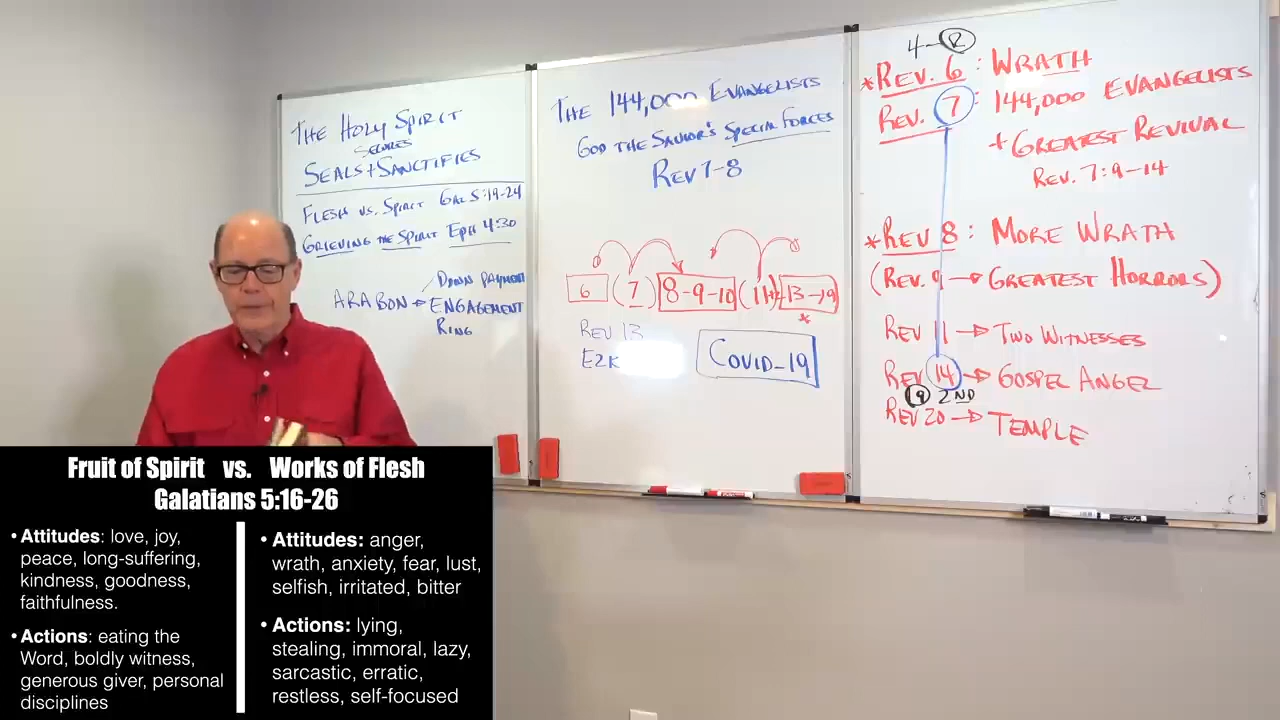 THE HOLY SPIRIT
SECURES
SEALS + SANCTIFIES
FLESH VS. SPIRIT GAL 5:19-24
GRIEVING THE SPIRIT EPH 4:30
DOWN PAYMENT
ARABON → ENGAGEMENT
RING
THE 144,000 EVANGELISTS
GOD THE SAVIOR'S SPECIAL FORCES
REV 7-8
6 (7) 8-9-10 (11+ 13-19
*
REV 13
EZK
COVID-19
4-R
*REV. 6: WRATH
REV. 7: 144,000 EVANGELISTS
+ GREATEST REVIVAL
REV. 7:9-14
*REV 8: MORE WRATH
(REV. 9 → GREATEST HORRORS)
REV 11 → TWO WITNESSES
REV 14 → GOSPEL ANGEL
19 2ND
REV 20 → TEMPLE
Fruit of Spirit vs. Works of Flesh
Galatians 5:16-26
• Attitudes: love, joy,
peace, long-suffering,
kindness, goodness,
faithfulness.
• Actions: eating the
Word, boldly witness,
generous giver, personal
disciplines
• Attitudes: anger,
wrath, anxiety, fear, lust,
selfish, irritated, bitter
• Actions: lying,
stealing, immoral, lazy,
sarcastic, erratic,
restless, self-focused